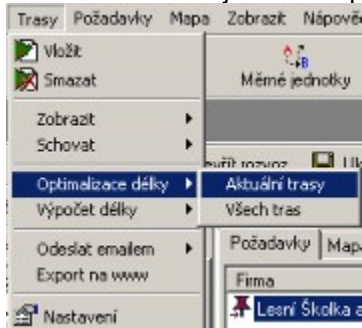 Trasy Požadavky Mapa Zobrazit Nápově
Vložit
Smazat
Měrné jednotky
Zobrazit
Schovat
Optimalizace délky
Aktuální trasy
Výpočet délky
Všech tras
Odeslat emailem
Požadavky Mapa
Export na www
Firma
Nastavení
Lesní Školka